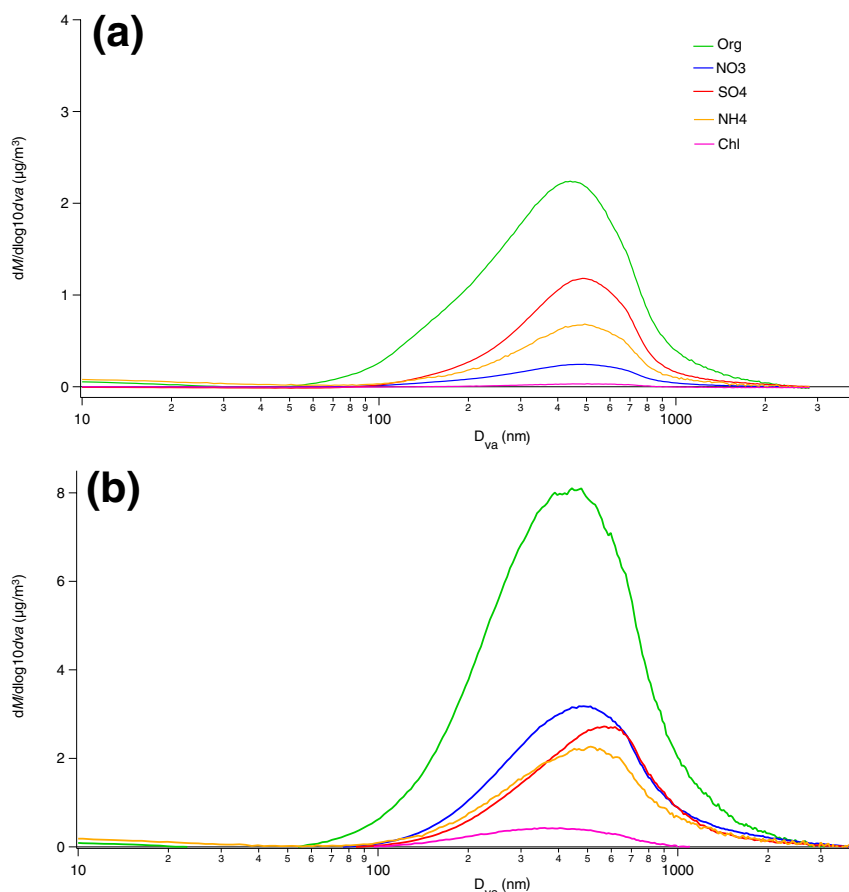 (a)
4
3
2
1
0
dM/dlog10dva (µg/m³)
Org
NO3
SO4
NH4
Chl
10 2 3 4 5 6 7 8 9 100 2 3 4 5 6 7 8 9 1000 2 3
Dva (nm)
(b)
8
6
4
2
0
dM/dlog10dva (µg/m³)
10 2 3 4 5 6 7 8 9 100 2 3 4 5 6 7 8 9 1000 2 3
Dva (nm)